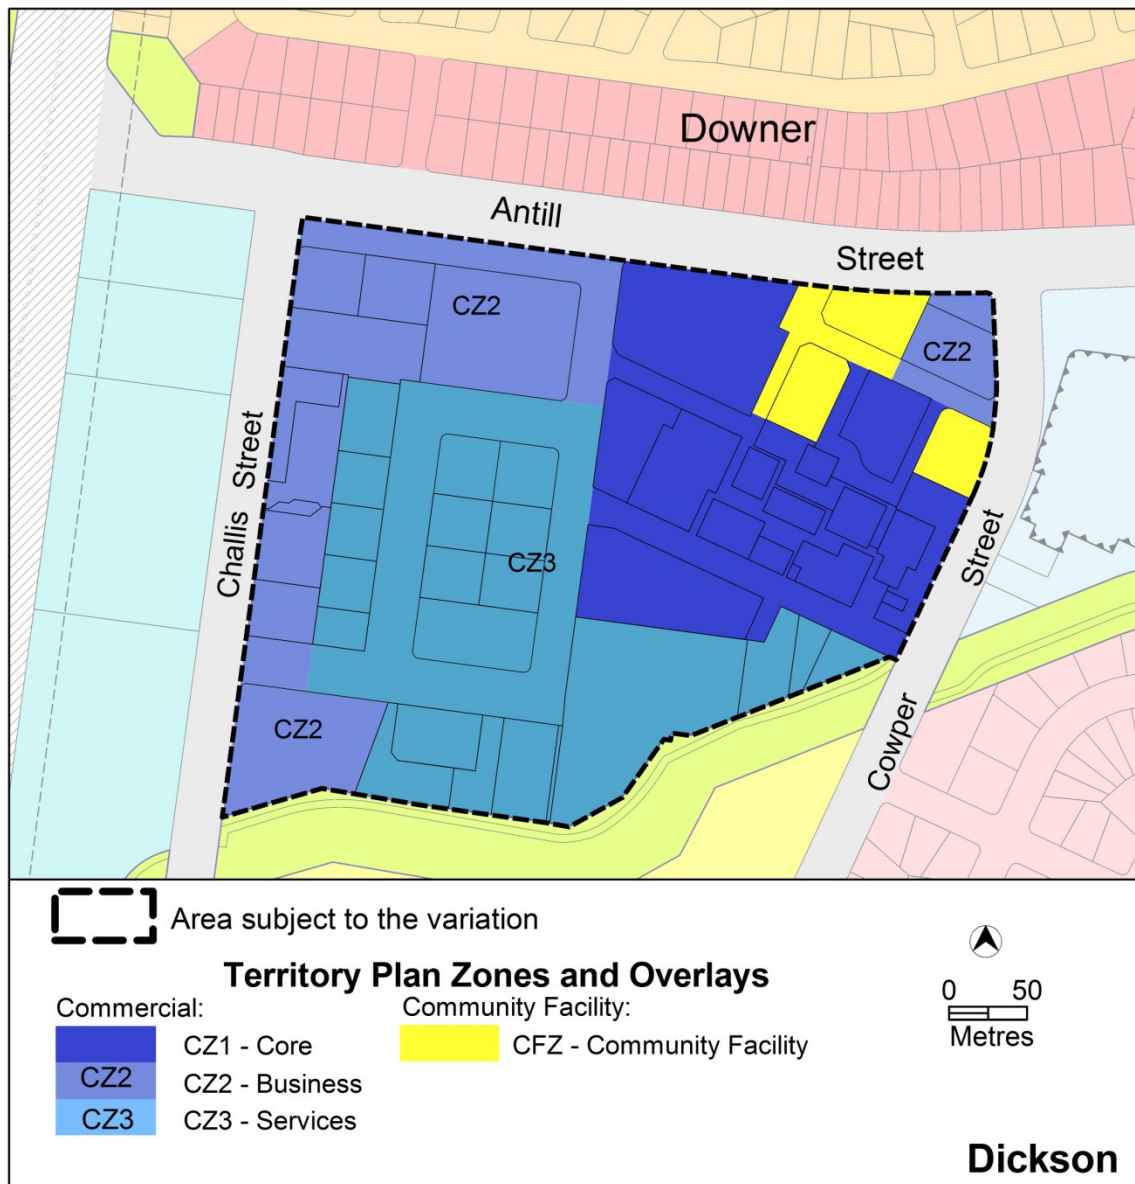 Downer
Antill
Street
CZ2
CZ2
Challis Street
CZ3
Street
CZ2
Cowper
Area subject to the variation
Territory Plan Zones and Overlays
Commercial:
Community Facility:
CZ1 - Core
CFZ - Community Facility
CZ2
CZ2 - Business
CZ3
CZ3 - Services
0 50
Metres
Dickson